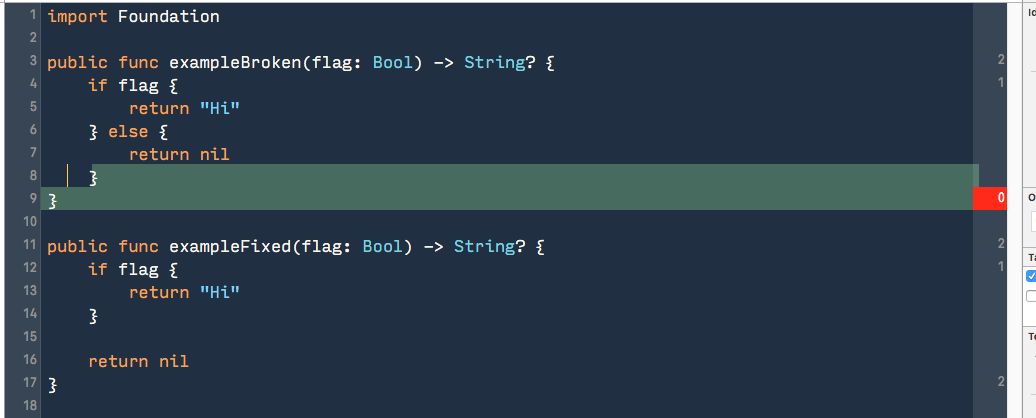 1 import Foundation
2
3 public func exampleBroken(flag: Bool) -> String? { 2
4     if flag { 1
5         return "Hi"
6     } else {
7         return nil
8     }
9 } 0
10
11 public func exampleFixed(flag: Bool) -> String? { 2
12     if flag { 1
13         return "Hi"
14     }
15
16     return nil
17 } 2
18